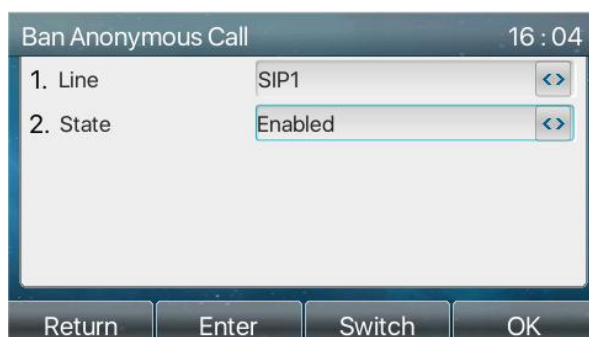 Ban Anonymous Call 16:04
1. Line SIP1 <>
2. State Enabled <>
Return Enter Switch OK